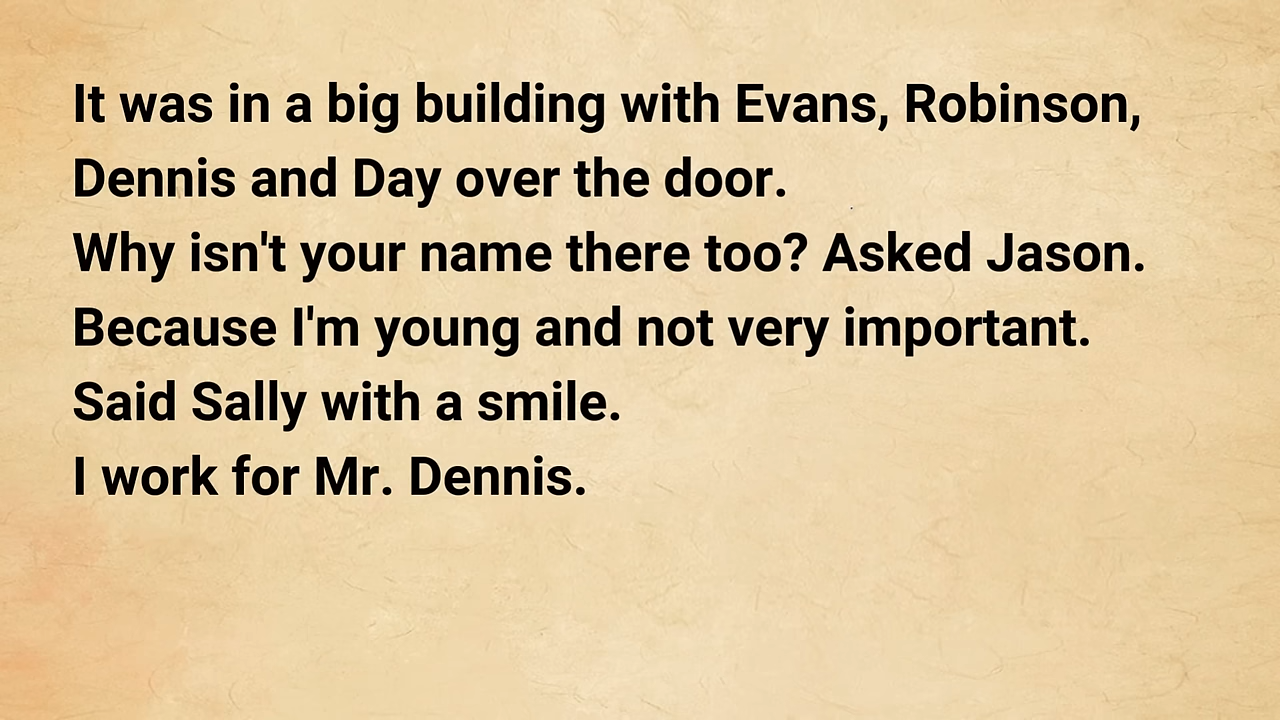 It was in a big building with Evans, Robinson,
Dennis and Day over the door.
Why isn't your name there too? Asked Jason.
Because I'm young and not very important.
Said Sally with a smile.
I work for Mr. Dennis.